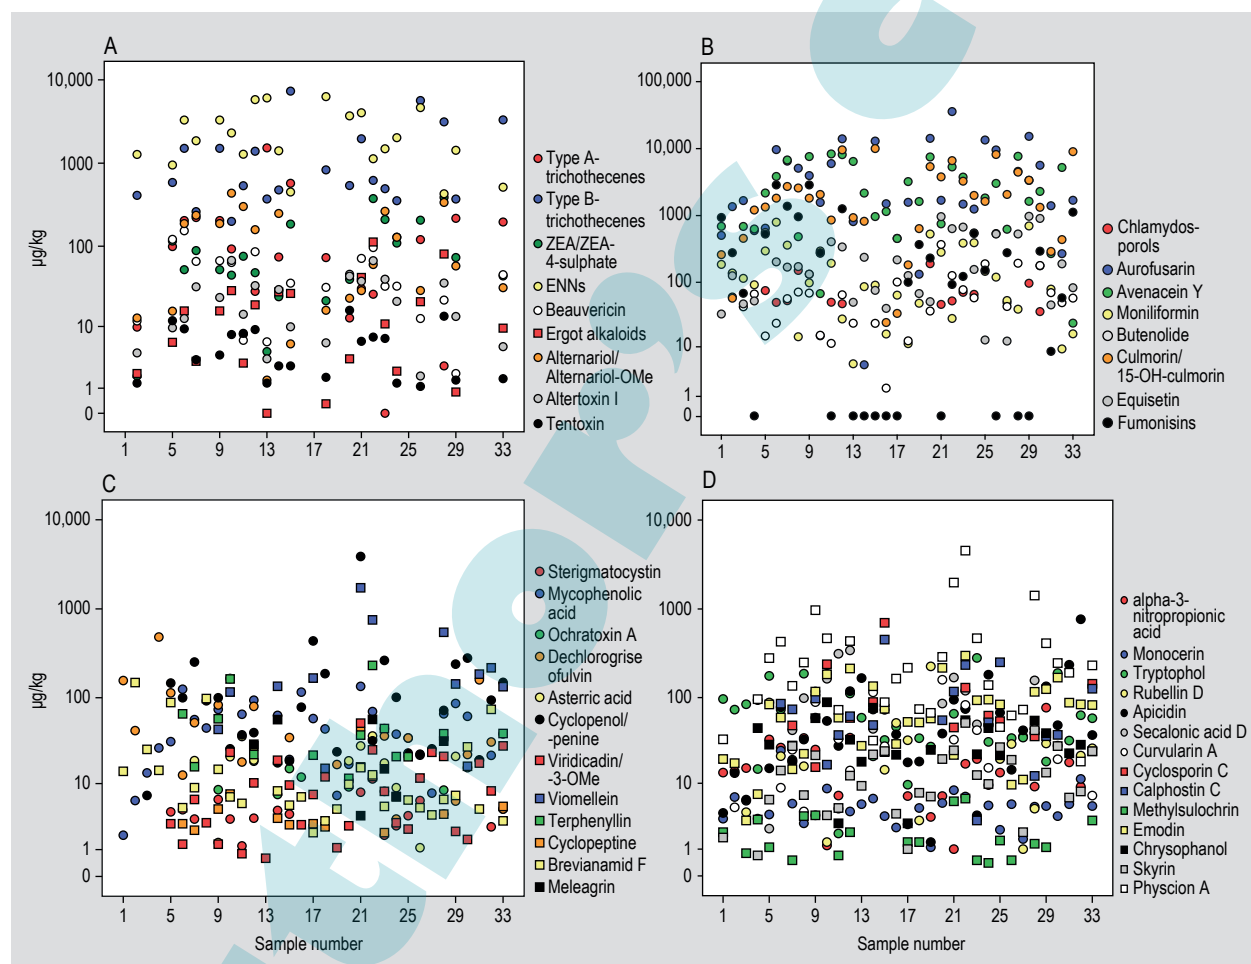 A
10,000
1000
100
10
1
0
µg/kg
1
5
9
13
17
21
25
29
33
Type A-
trichothecenes
Type B-
trichothecenes
ZEA/ZEA-
4-sulphate
ENNs
Beauvericin
Ergot alkaloids
Alternariol/
Alternariol-OMe
Altertoxin I
Tentoxin
B
100,000
10,000
1000
100
10
1
0
1
5
9
13
17
21
25
29
33
Chlamydos-
porols
Aurofusarin
Avenacein Y
Moniliformin
Butenolide
Culmorin/
15-OH-culmorin
Equisetin
Fumonisins
C
10,000
1000
100
10
1
0
µg/kg
1
5
9
13
17
21
25
29
33
Sample number
Sterigmatocystin
Mycophenolic
acid
Ochratoxin A
Dechlorogrise
ofulvin
Asterric acid
Cyclopenol/
-penine
Viridicadin/
-3-OMe
Viomellein
Terphenyllin
Cyclopeptine
Brevianamid F
Meleagrin
D
10,000
1000
100
10
1
0
1
5
9
13
17
21
25
29
33
Sample number
alpha-3-
nitropropionic
acid
Monocerin
Tryptophol
Rubellin D
Apicidin
Secalonic acid D
Curvularin A
Cyclosporin C
Calphostin C
Methylsulochrin
Emodin
Chrysophanol
Skyrin
Physcion A